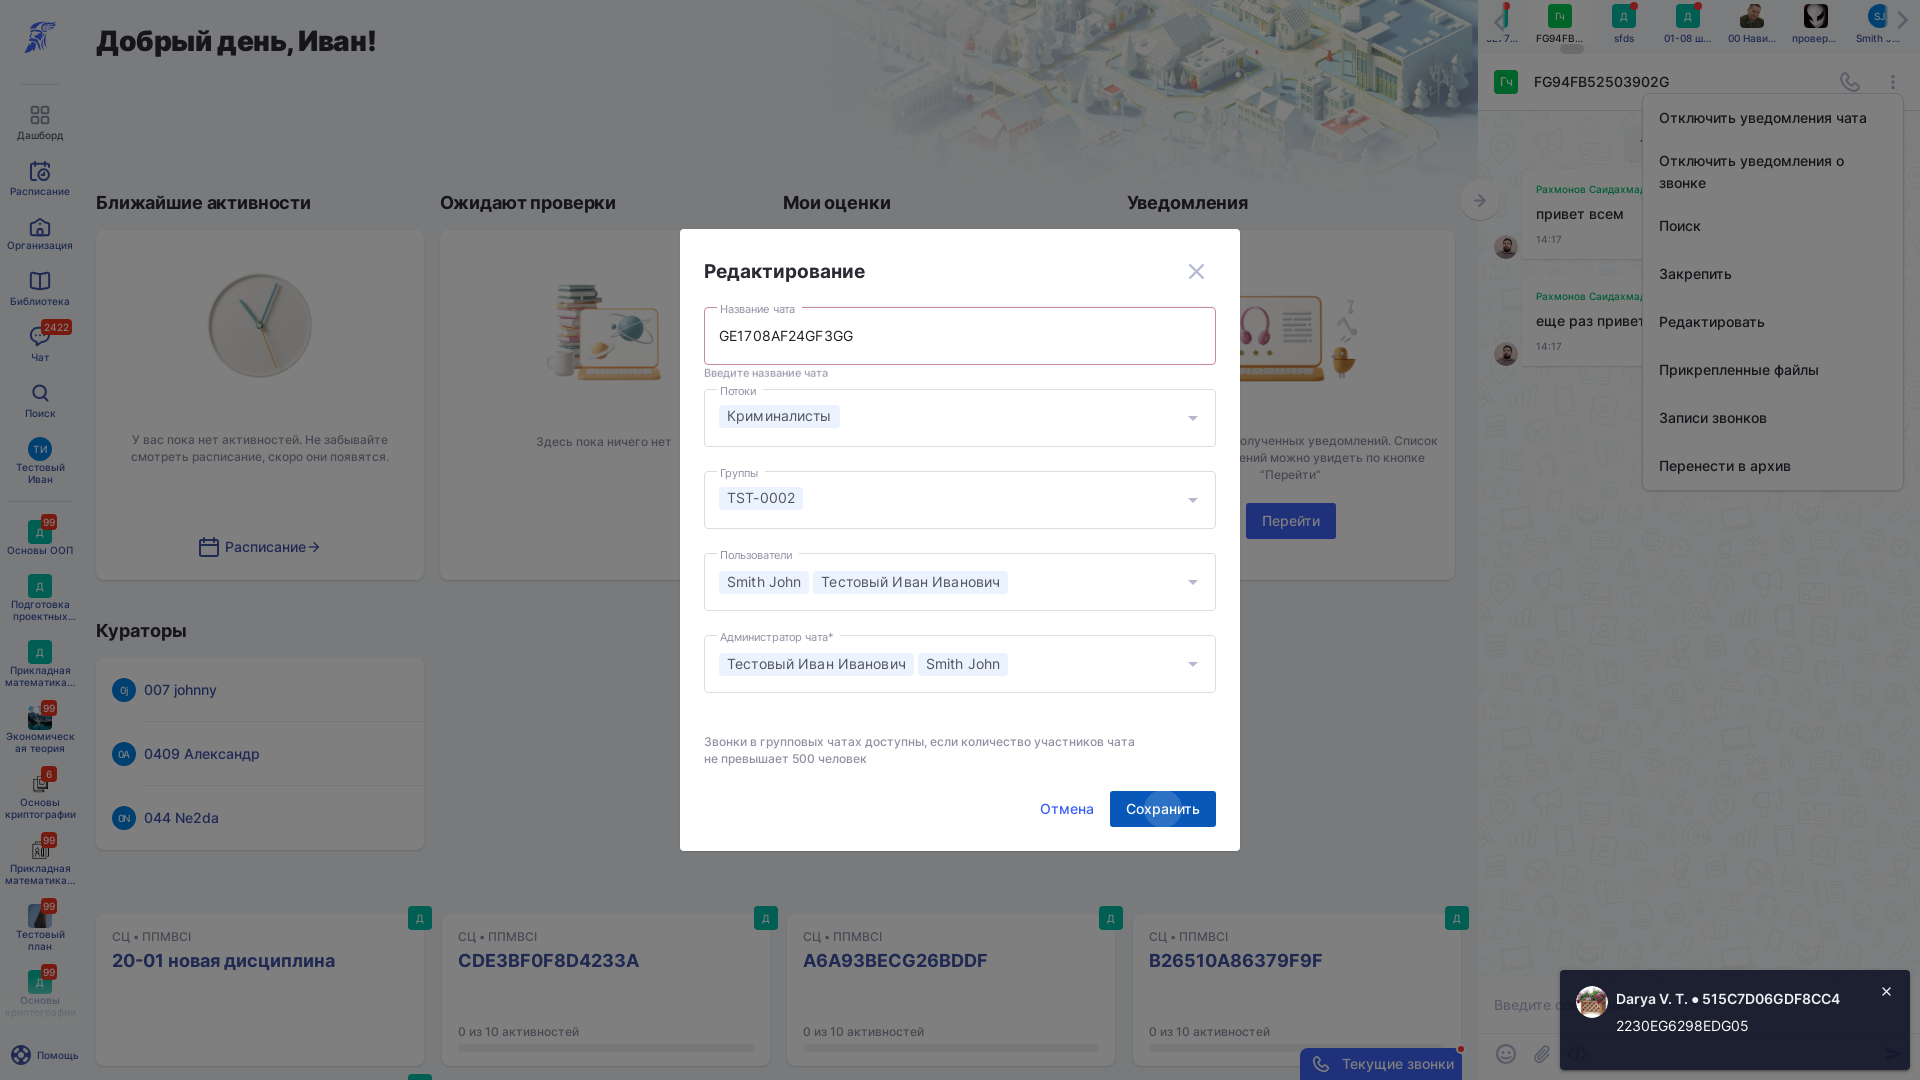 Добрый день, Иван!
Дашборд
Расписание
Организация
Библиотека
2422
Чат
Поиск
ТИ
Тестовый
Иван
99
Д
Основы ООП
Д
Подготовка
проектных...
Д
Прикладная
математика...
99
Экономическ
ая теория
6
Основы
криптографии
99
Прикладная
математика...
99
Тестовый
план
99
Д
Основы
криптографии
Помощь
Ближайшие активности
У вас пока нет активностей. Не забывайте
смотреть расписание, скоро они появятся.
Расписание
Ожидают проверки
Здесь пока ничего нет
Мои оценки
Уведомления
олученных уведомлений. Список
ений можно увидеть по кнопке
“Перейти”
Перейти
Кураторы
0j
007 johnny
0А
0409 Александр
0N
044 Ne2da
Д
СЦ • ППМВСІ
20-01 новая дисциплина
Д
СЦ • ППМВСІ
CDE3BF0F8D4233A
0 из 10 активностей
Д
СЦ • ППМВСІ
A6A93BECG26BDDF
0 из 10 активностей
Д
СЦ • ППМВСІ
B26510A86379F9F
0 из 10 активностей
Редактирование
Название чата
GE1708AF24GF3GG
Введите название чата
Потоки
Криминалисты
Группы
TST-0002
Пользователи
Smith John
Тестовый Иван Иванович
Администратор чата*
Тестовый Иван Иванович
Smith John
Звонки в групповых чатах доступны, если количество участников чата
не превышает 500 человек
Отмена
Сохранить
Гч
FG94FB...
Д
sfds
Д
01-08 ш...
00 Нави...
провер...
SJ
Гч
FG94FB52503902G
Отключить уведомления чата
Отключить уведомления о
звонке
Поиск
Закрепить
Редактировать
Прикрепленные файлы
Записи звонков
Перенести в архив
Рахмонов Саидахмад
привет всем
14:17
Рахмонов Саидахмад
еще раз привет
14:17
Введите
Darya V. T. ● 515C7D06GDF8CC4
2230EG6298EDG05
Текущие звонки